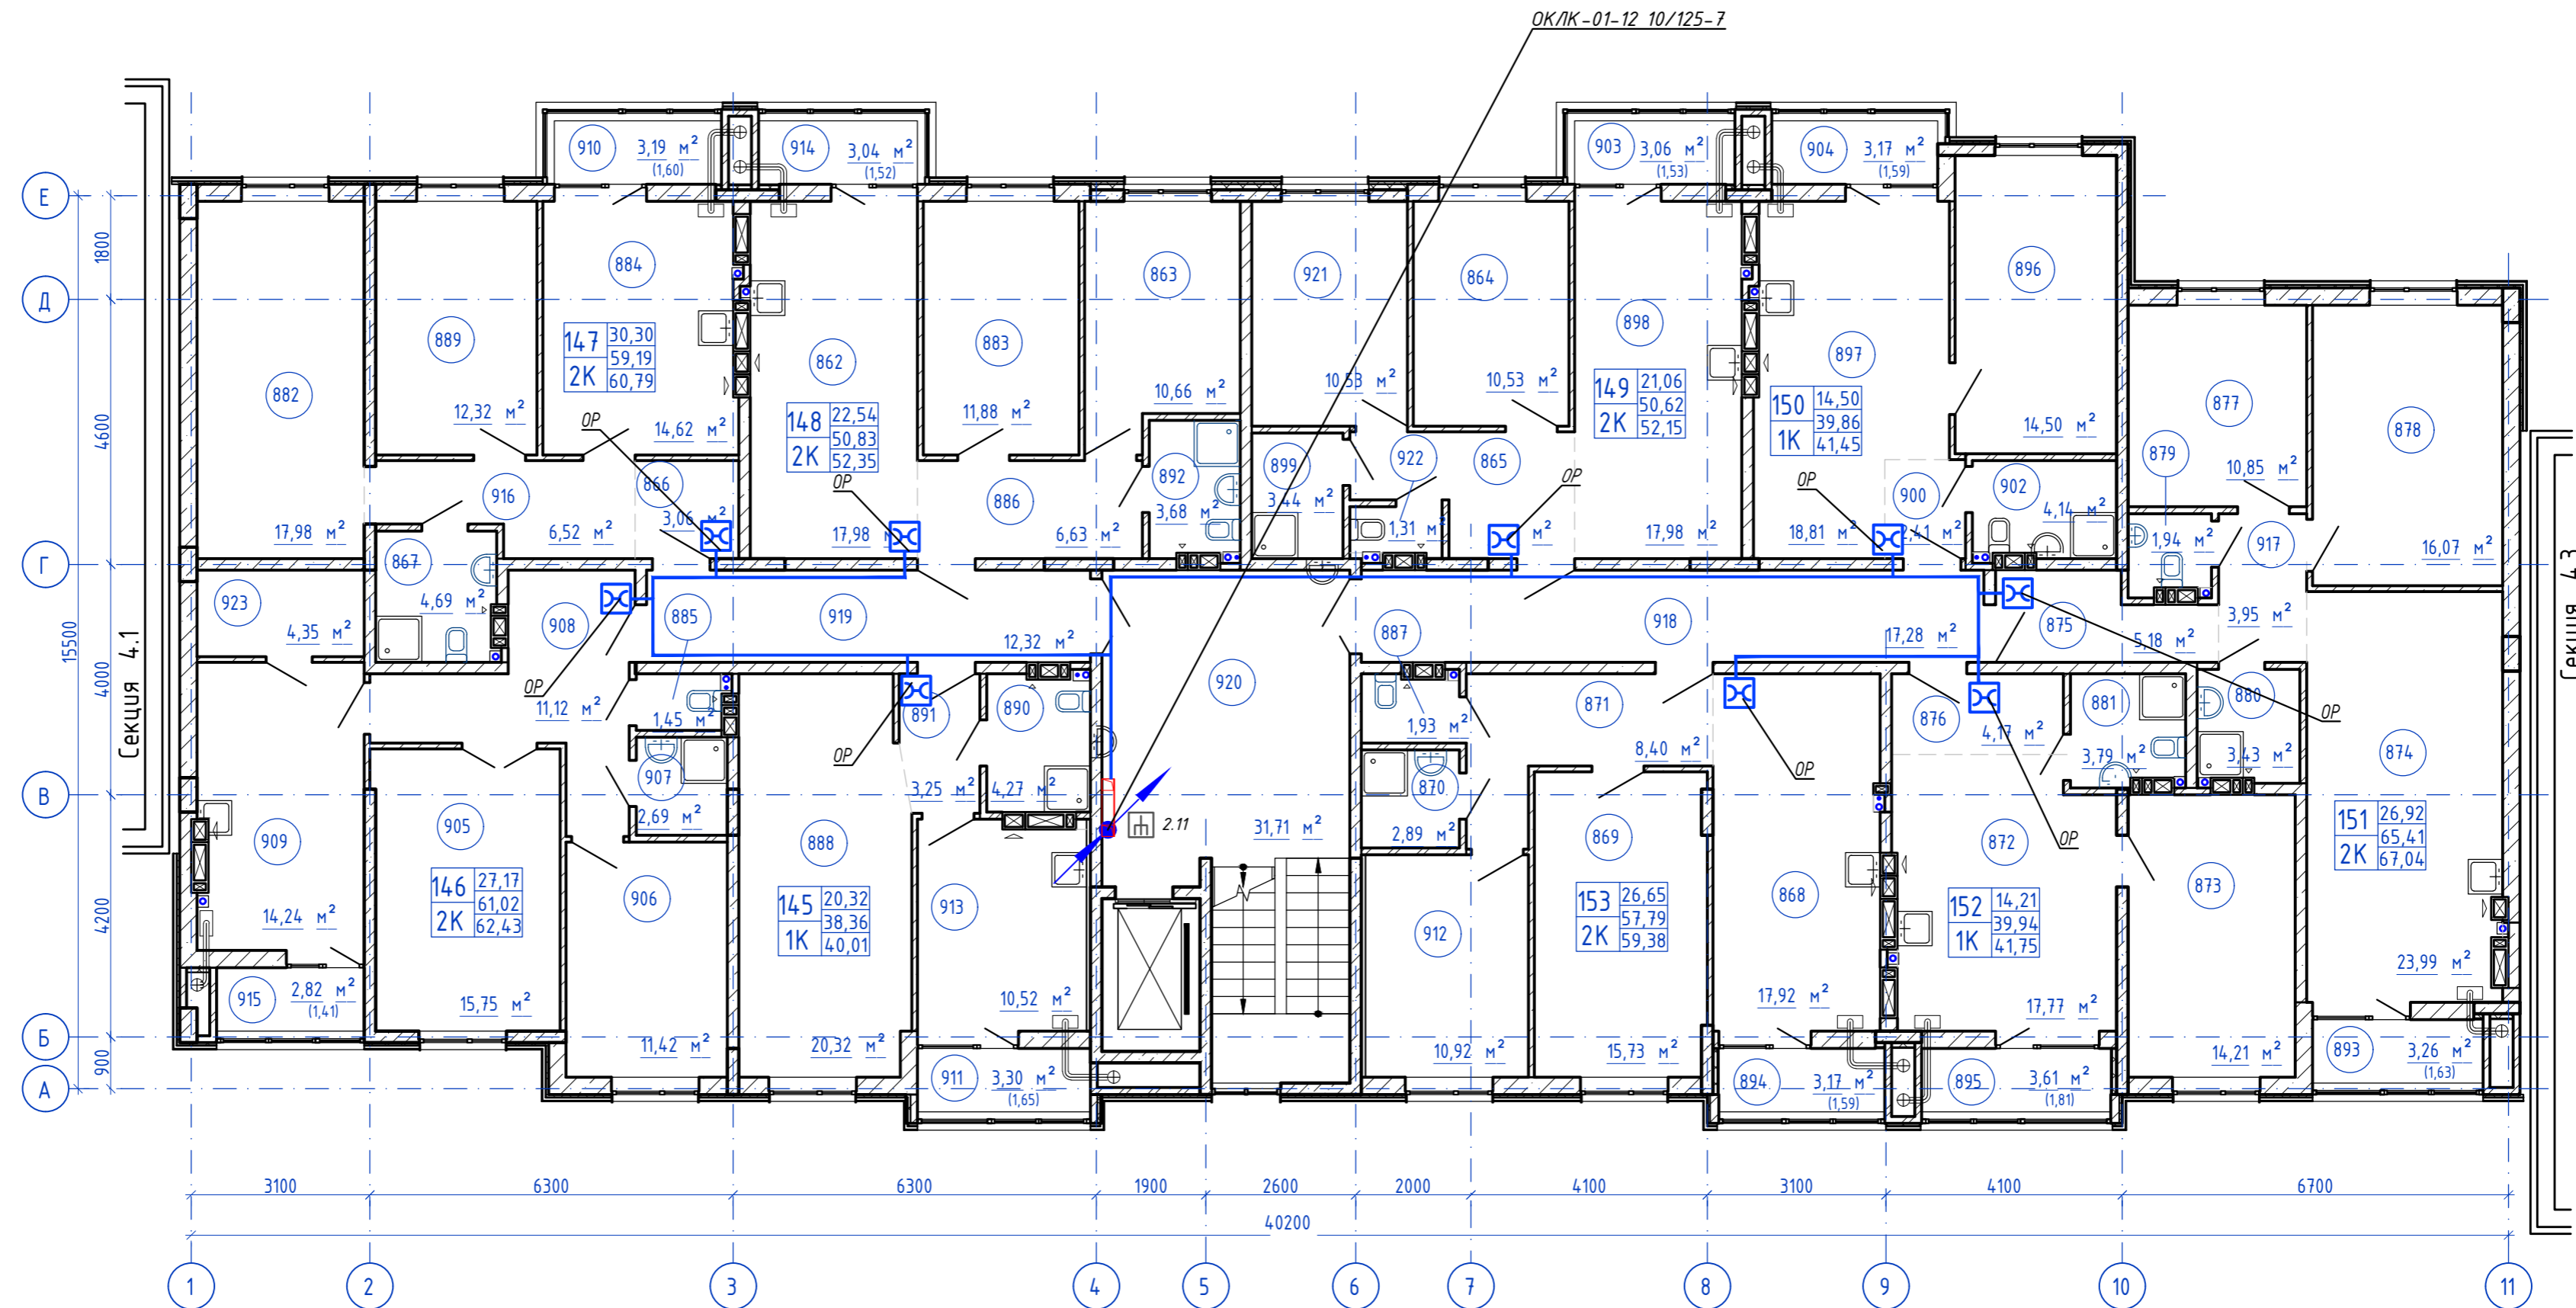 ОКЛК-01-12 10/125-7
910
3,19 м²
(1,60)
914
3,04 м²
(1,52)
903
3,06 м²
(1,53)
904
3,17 м²
(1,59)
Е
Д
Г
В
Б
А
1800
4600
4000
4200
900
15500
Секция 4.1
Секция 4.3
882
17,98 м²
889
12,32 м²
884
14,62 м²
147
2К
30,30
59,19
60,79
ОР
862
17,98
148
2К
22,54
50,83
52,35
ОР
883
11,88 м²
863
10,66 м²
921
10,53 м²
864
10,53 м²
898
17,98 м²
149
2К
21,06
50,62
52,15
897
18,81 м²
150
1К
14,50
39,86
41,45
896
14,50 м²
877
10,85 м²
878
16,07 м²
916
6,52 м²
866
3,06 м²
886
6,63 м²
892
3,68 м²
899
3,44 м²
922
1,31 м²
865
м²
ОР
ОР
900
2,41 м²
902
4,14 м²
879
1,94 м²
917
3,95 м²
923
4,35 м²
867
4,69 м²
908
11,12 м²
ОР
885
1,45 м²
919
12,32 м²
920
31,71 м²
887
1,93 м²
918
17,28 м²
875
5,18 м²
ОР
909
14,24 м²
905
15,75 м²
146
2К
27,17
61,02
62,43
907
2,69 м²
906
11,42 м²
ОР
891
3,25 м²
890
4,27 м²
888
20,32 м²
145
1К
20,32
38,36
40,01
913
10,52 м²
2.11
870
2,89 м²
871
8,40 м²
ОР
869
15,73 м²
153
2К
26,65
57,79
59,38
912
10,92 м²
868
17,92 м²
876
4,17 м²
881
3,79 м²
880
3,43 м²
ОР
872
17,77 м²
152
1К
14,21
39,94
41,75
873
14,21 м²
874
23,99 м²
151
2К
26,92
65,41
67,04
915
2,82 м²
(1,41)
911
3,30 м²
(1,65)
894
3,17 м²
(1,59)
895
3,61 м²
(1,81)
893
3,26 м²
(1,63)
3100
6300
6300
1900
2600
2000
4100
3100
4100
6700
40200
1
2
3
4
5
6
7
8
9
10
11